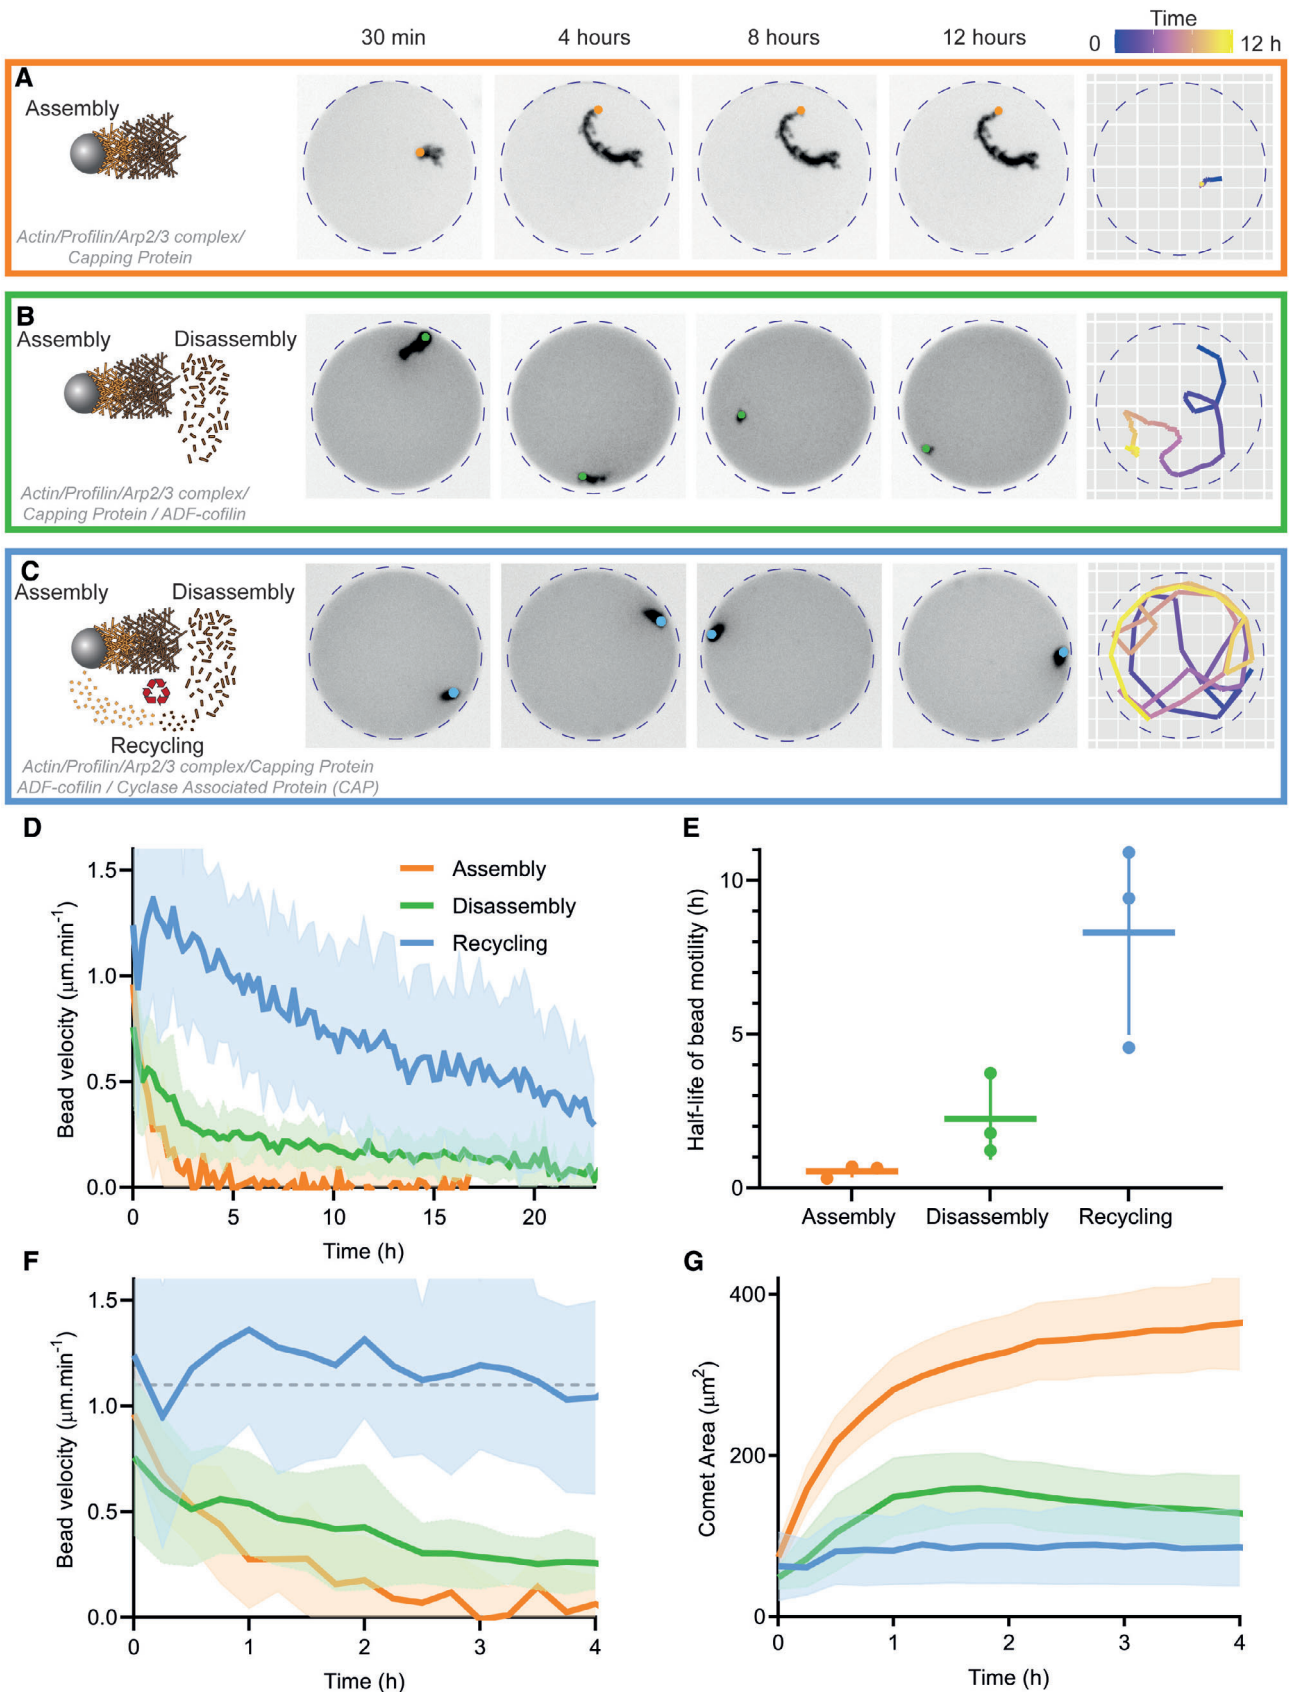 30 min
4 hours
8 hours
12 hours
Time
0
12 h
A
Assembly
Actin/Profilin/Arp2/3 complex/
Capping Protein
B
Assembly
Disassembly
Actin/Profilin/Arp2/3 complex/
Capping Protein / ADF-cofilin
C
Assembly
Disassembly
Recycling
Actin/Profilin/Arp2/3 complex/Capping Protein
ADF-cofilin / Cyclase Associated Protein (CAP)
D
Bead velocity (µm.min⁻¹)
1.5
1.0
0.5
0.0
0
5
10
15
20
Time (h)
Assembly
Disassembly
Recycling
E
Half-life of bead motility (h)
10
5
0
Assembly
Disassembly
Recycling
F
Bead velocity (µm.min⁻¹)
1.5
1.0
0.5
0.0
0
1
2
3
4
Time (h)
G
Comet Area (µm²)
400
200
0
0
1
2
3
4
Time (h)